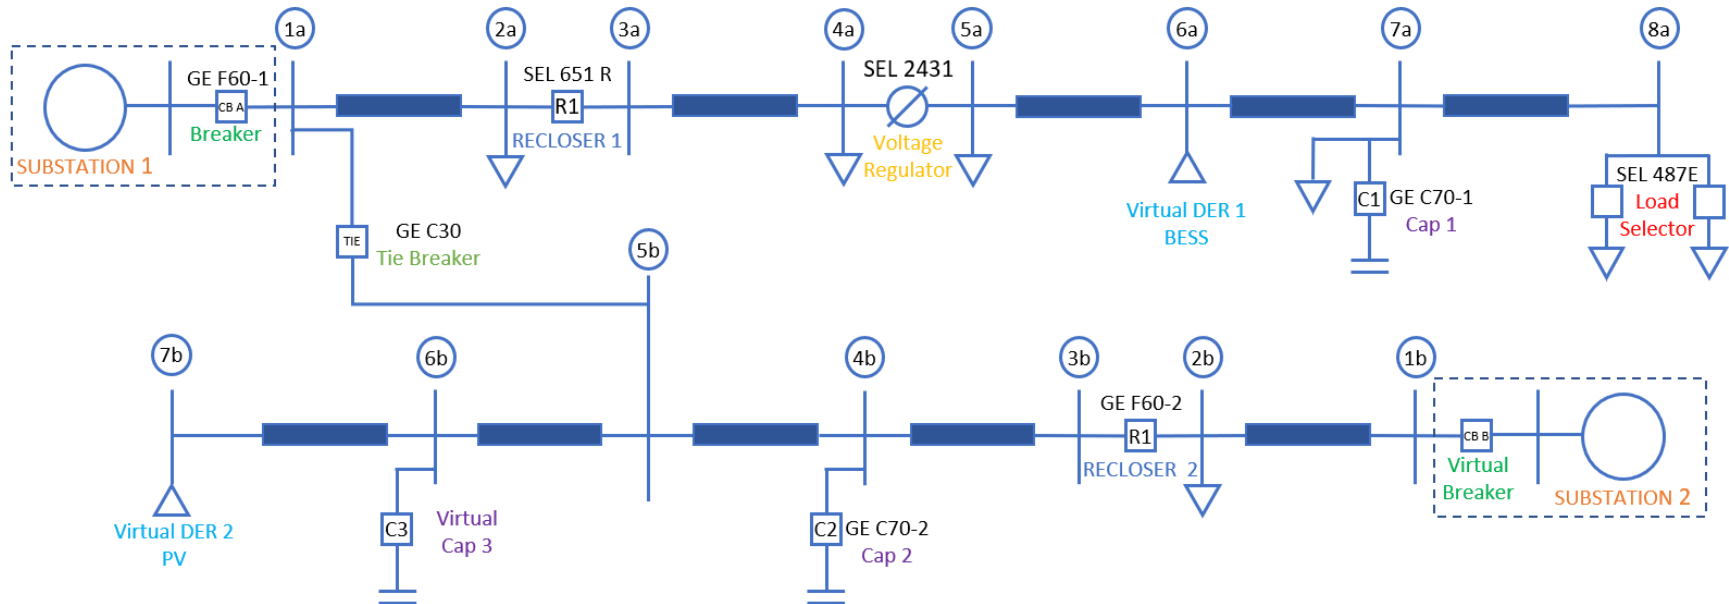 1a
2a
3a
4a
5a
6a
7a
8a
GE F60-1
CB A
Breaker
SUBSTATION 1
SEL 651 R
R1
RECLOSER 1
SEL 2431
Voltage
Regulator
Virtual DER 1
BESS
C1
GE C70-1
Cap 1
SEL 487E
Load
Selector
TIE
GE C30
Tie Breaker
5b
7b
6b
4b
3b
2b
1b
Virtual DER 2
PV
C3
Virtual
Cap 3
C2
GE C70-2
Cap 2
GE F60-2
R1
RECLOSER 2
CB B
Virtual
Breaker
SUBSTATION 2